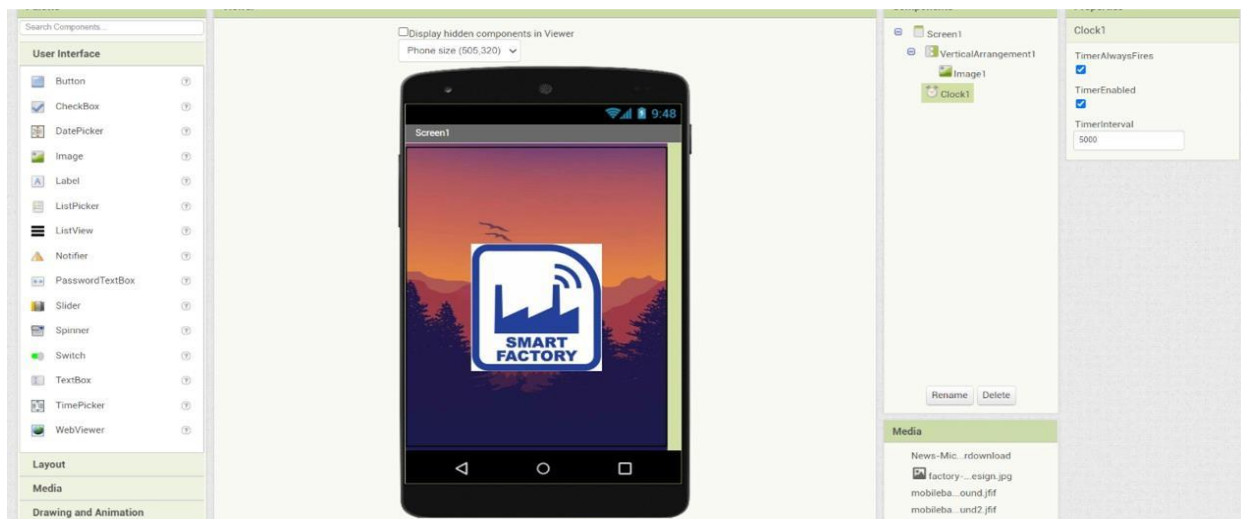 Search Components...
User Interface
Button
CheckBox
DatePicker
Image
Label
ListPicker
ListView
Notifier
PasswordTextBox
Slider
Spinner
Switch
TextBox
TimePicker
WebViewer
Layout
Media
Drawing and Animation
Display hidden components in Viewer
Phone size (505,320)
9:48
Screen1
SMART
FACTORY
Screen1
VerticalArrangement1
Image1
Clock1
Rename Delete
Media
News-Mic...rdownload
factory-...esign.jpg
mobileba...ound.jfif
mobileba...und2.jfif
Clock1
TimerAlwaysFires
TimerEnabled
TimerInterval
5000